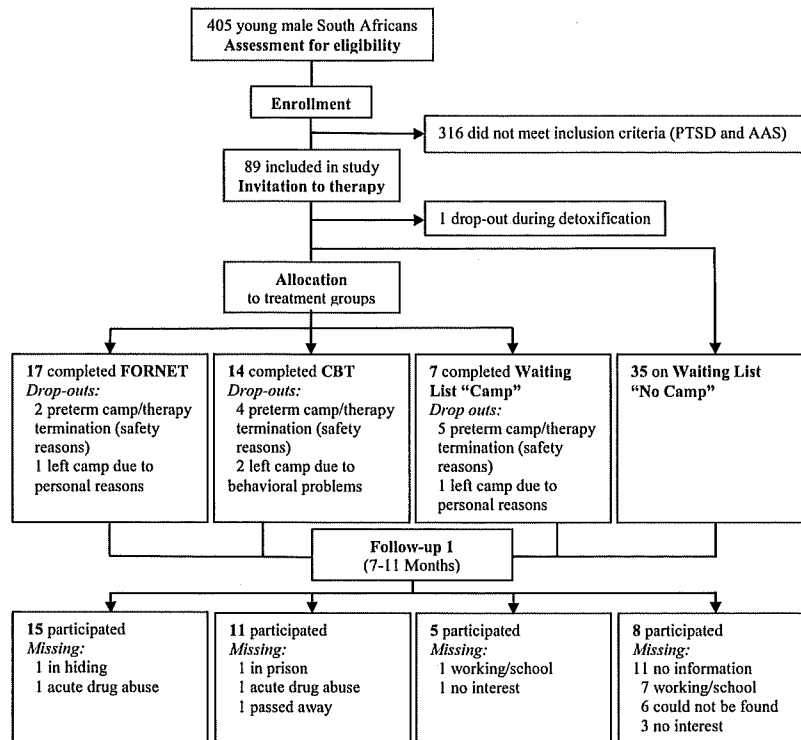 405 young male South Africans
Assessment for eligibility
Enrollment
316 did not meet inclusion criteria (PTSD and AAS)
89 included in study
Invitation to therapy
1 drop-out during detoxification
Allocation
to treatment groups
17 completed FORNET
Drop-outs:
2 preterm camp/therapy
termination (safety
reasons)
1 left camp due to
personal reasons
14 completed CBT
Drop-outs:
4 preterm camp/therapy
termination (safety
reasons)
2 left camp due to
behavioral problems
7 completed Waiting
List “Camp”
Drop outs:
5 preterm camp/therapy
termination (safety
reasons)
1 left camp due to
personal reasons
35 on Waiting List
“No Camp”
Follow-up 1
(7-11 Months)
15 participated
Missing:
1 in hiding
1 acute drug abuse
11 participated
Missing:
1 in prison
1 acute drug abuse
1 passed away
5 participated
Missing:
1 working/school
1 no interest
8 participated
Missing:
11 no information
7 working/school
6 could not be found
3 no interest